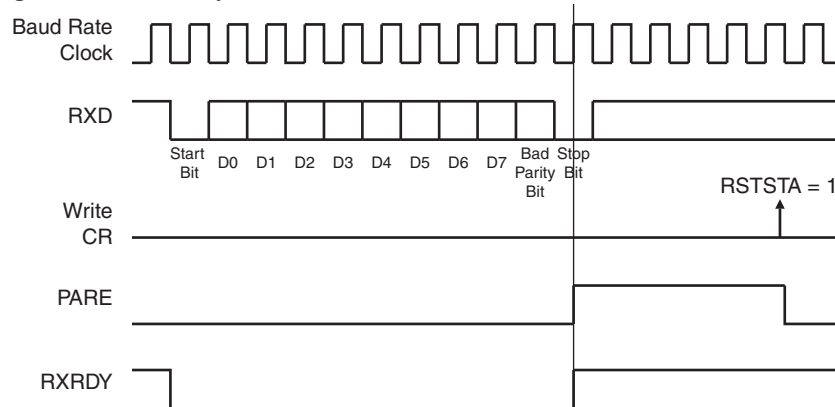 Baud Rate
Clock
RXD
Start
Bit
D0 D1 D2 D3 D4 D5 D6 D7
Bad
Parity
Bit
Stop
Bit
RSTSTA = 1
Write
CR
PARE
RXRDY